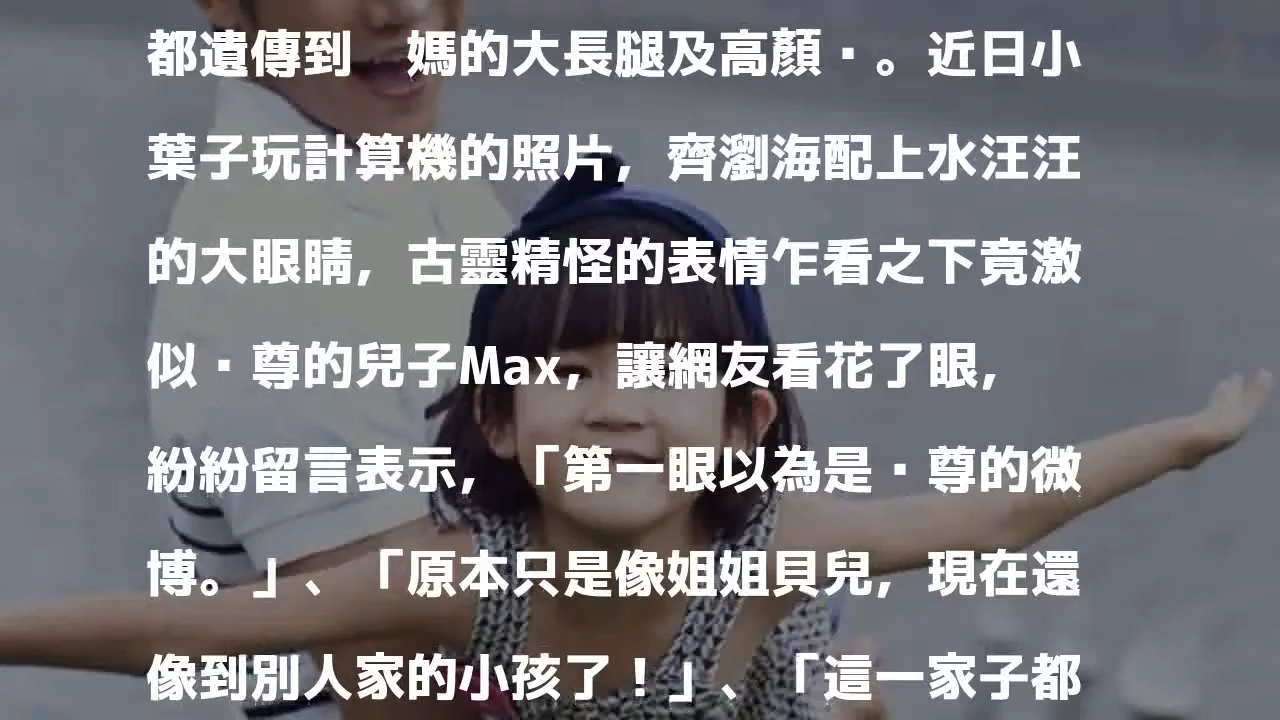 都遺傳到 媽的大長腿及高顏·。近日小
葉子玩計算機的照片，齊瀏海配上水汪汪
的大眼睛，古靈精怪的表情乍看之下竟激
似·尊的兒子Max，讓網友看花了眼，
紛紛留言表示，「第一眼以為是·尊的微
博。」、「原本只是像姐姐貝兒，現在還
像到別人家的小孩了！」、「這一家子都